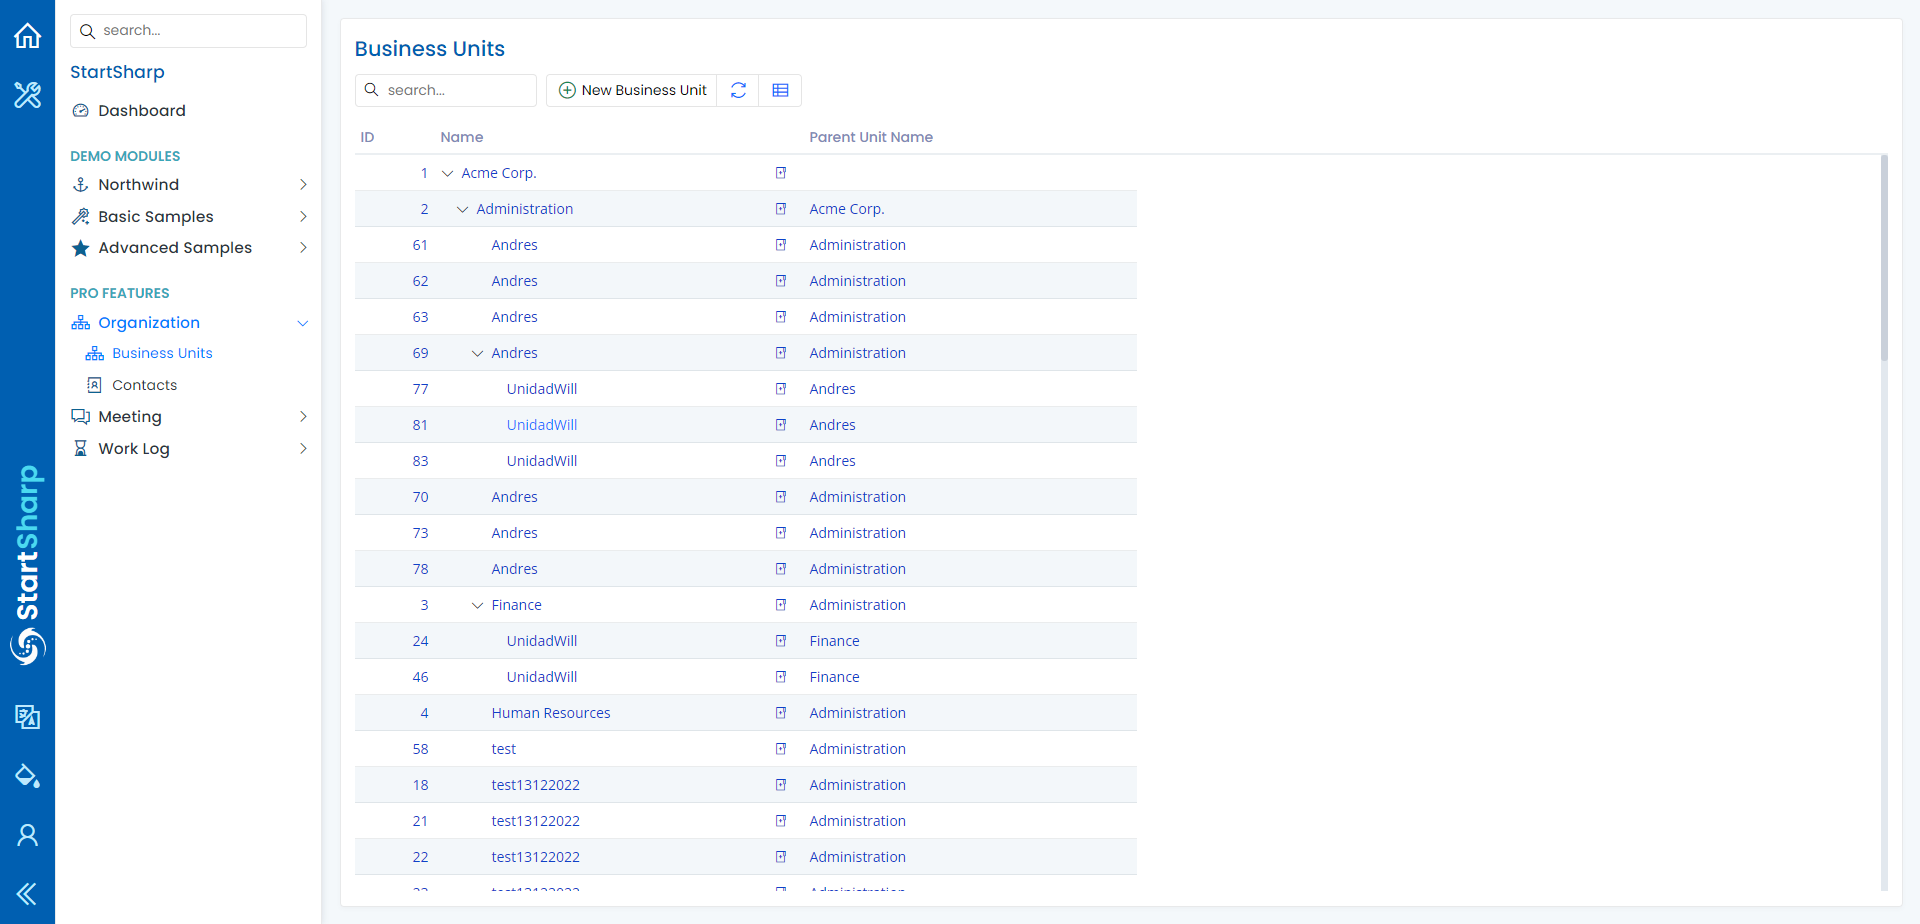 search...
StartSharp
Dashboard
DEMO MODULES
Northwind
Basic Samples
Advanced Samples
PRO FEATURES
Organization
Business Units
Contacts
Meeting
Work Log
StartSharp
Business Units
search...
New Business Unit
ID Name Parent Unit Name
1 Acme Corp.
2 Administration Acme Corp.
61 Andres Administration
62 Andres Administration
63 Andres Administration
69 Andres Administration
77 UnidadWill Andres
81 UnidadWill Andres
83 UnidadWill Andres
70 Andres Administration
73 Andres Administration
78 Andres Administration
3 Finance Administration
24 UnidadWill Finance
46 UnidadWill Finance
4 Human Resources Administration
58 test Administration
18 test13122022 Administration
21 test13122022 Administration
22 test13122022 Administration